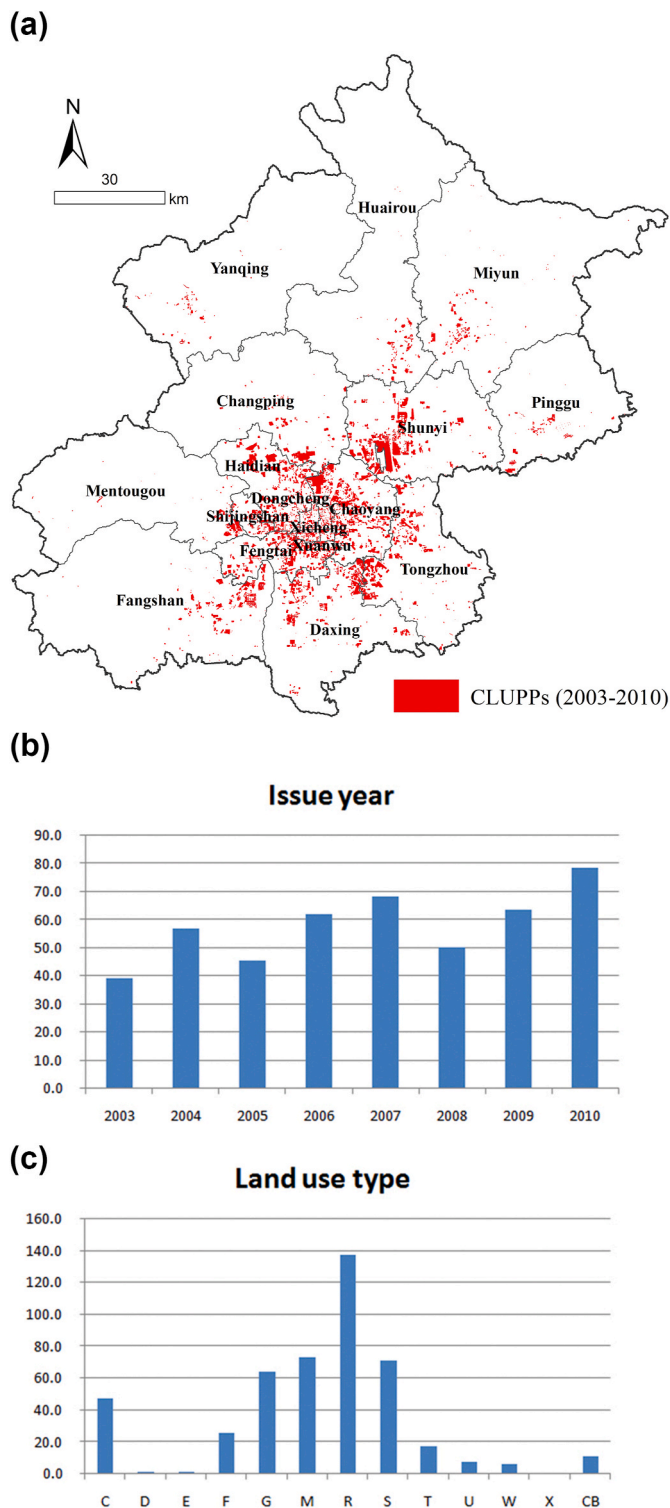 (a)
N
30
km
Huairou
Yanqing
Miyun
Changping
Pinggu
Shunyi
Haidian
Mentougou
Dongcheng
Shijingshan
Chaoyang
Xicheng
Fengtai
Xuanwu
Tongzhou
Fangshan
Daxing
CLUPPs (2003-2010)
(b)
Issue year
90.0
80.0
70.0
60.0
50.0
40.0
30.0
20.0
10.0
0.0
2003 2004 2005 2006 2007 2008 2009 2010
(c)
Land use type
160.0
140.0
120.0
100.0
80.0
60.0
40.0
20.0
0.0
C D E F G M R S T U W X CB